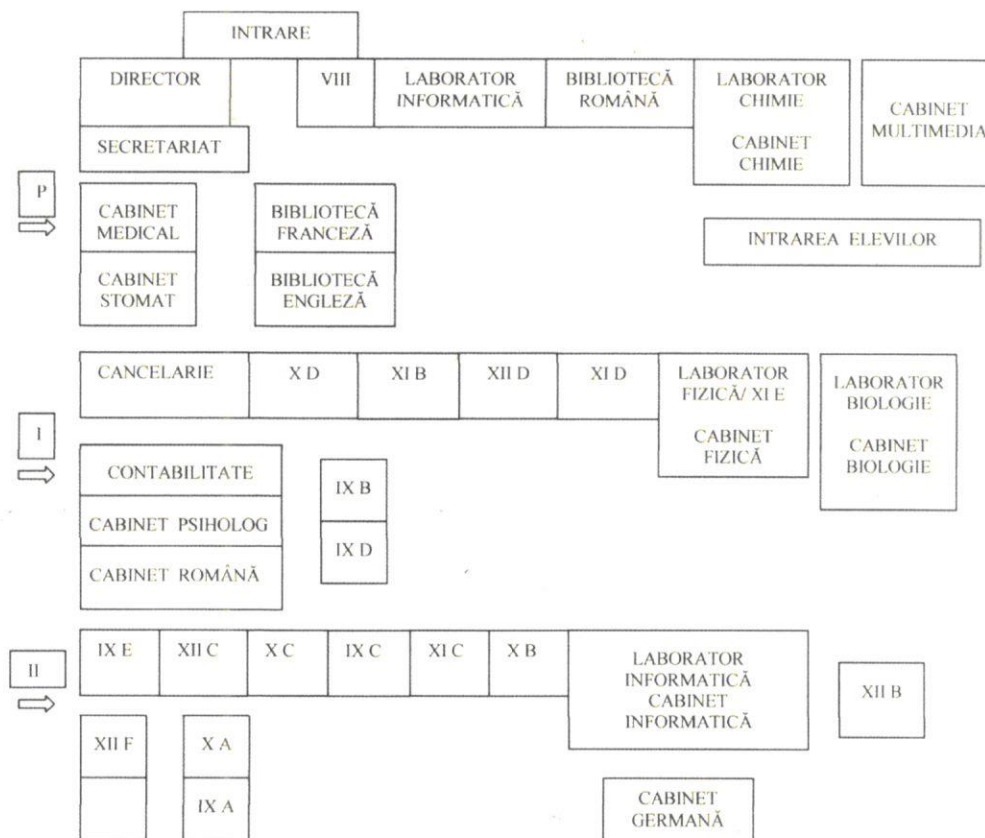 INTRARE
DIRECTOR
VIII
LABORATOR
INFORMATICĂ
BIBLIOTECĂ
ROMÂNĂ
LABORATOR
CHIMIE
CABINET
CHIMIE
CABINET
MULTIMEDIA
SECRETARIAT
P
CABINET
MEDICAL
BIBLIOTECĂ
FRANCEZĂ
INTRAREA ELEVILOR
CABINET
STOMAT
BIBLIOTECĂ
ENGLEZĂ
CANCELARIE
X D
XI B
XII D
XI D
LABORATOR
FIZICĂ/ XI E
CABINET
FIZICĂ
LABORATOR
BIOLOGIE
CABINET
BIOLOGIE
I
CONTABILITATE
CABINET PSIHOLOG
CABINET ROMÂNĂ
IX B
IX D
II
IX E
XII C
X C
IX C
XI C
X B
LABORATOR
INFORMATICĂ
CABINET
INFORMATICĂ
XII B
XII F
X A
IX A
CABINET
GERMANĂ